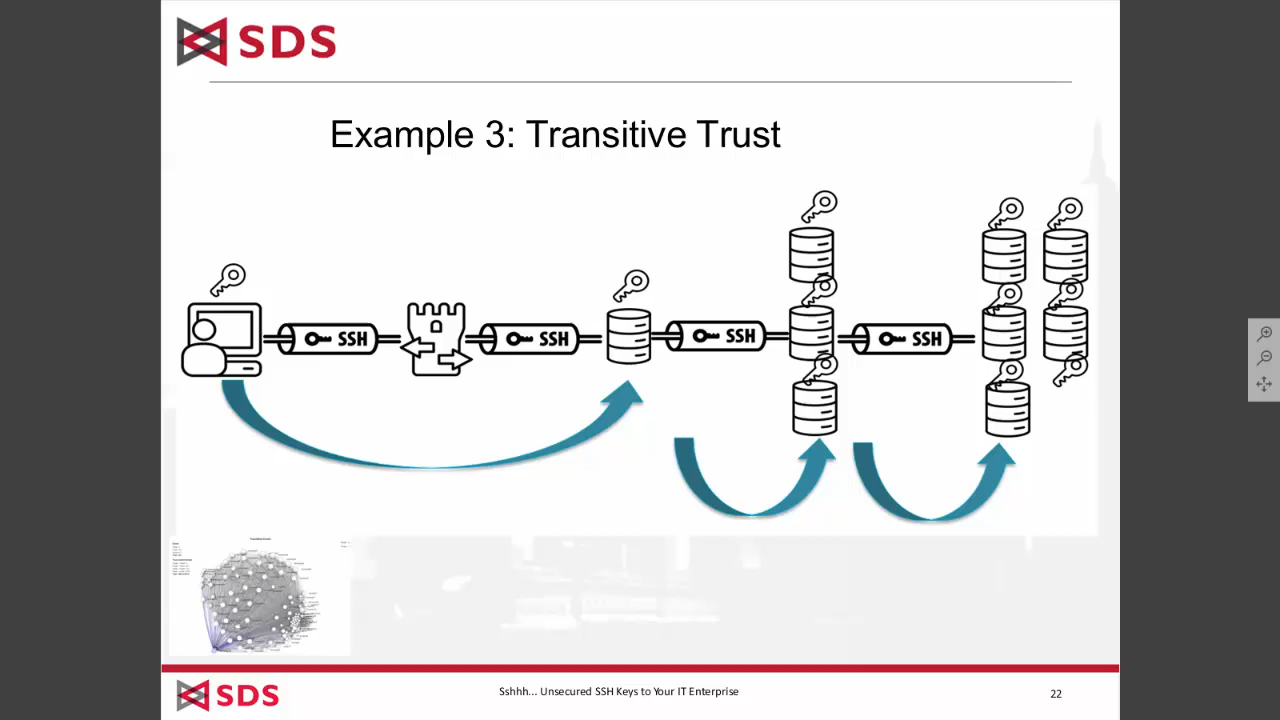 SDS
Example 3: Transitive Trust
SSH
SSH
SSH
SSH
SDS
Sshhh... Unsecured SSH Keys to Your IT Enterprise
22